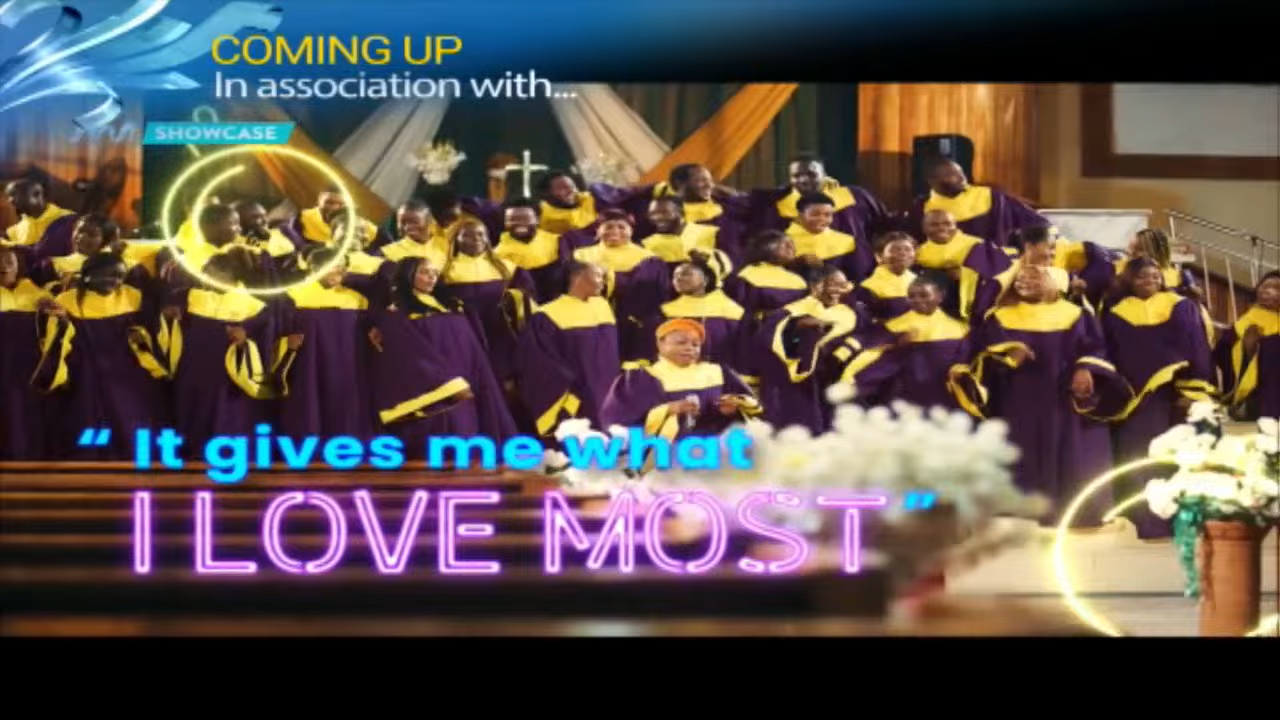 COMING UP
In association with...
SHOWCASE
“ It gives me what
I LOVE MOST ”